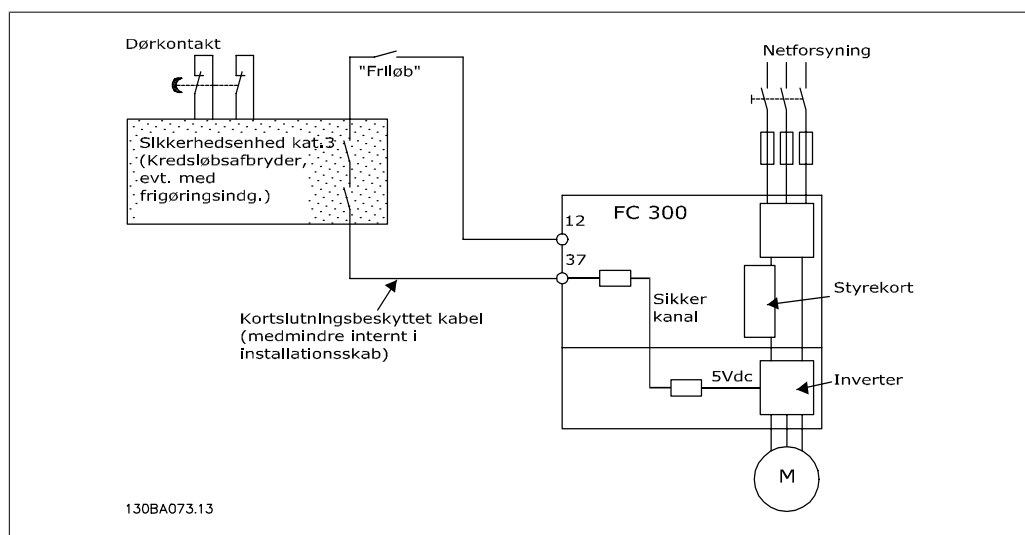 Dørkontakt
"Friløb"
Netforsyning
Sikkerhedsenhed kat.3
(Kredsløbsafbryder,
evt. med
frigøringsindg.)
FC 300
12
37
Sikker
kanal
Styrekort
Kortslutningsbeskyttet kabel
(medmindre internt i
installationsskab)
5Vdc
Inverter
M
130BA073.13